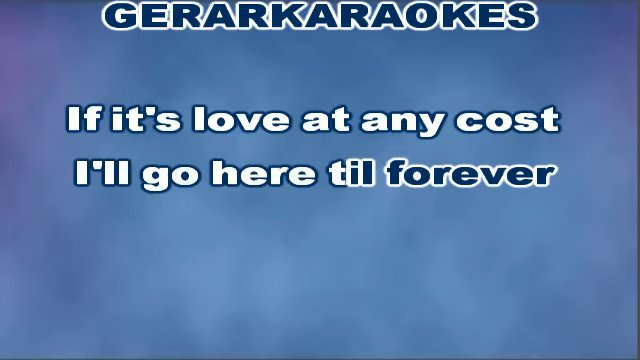 GERARKARAOKES
If it's love at any cost
I'll go here til forever